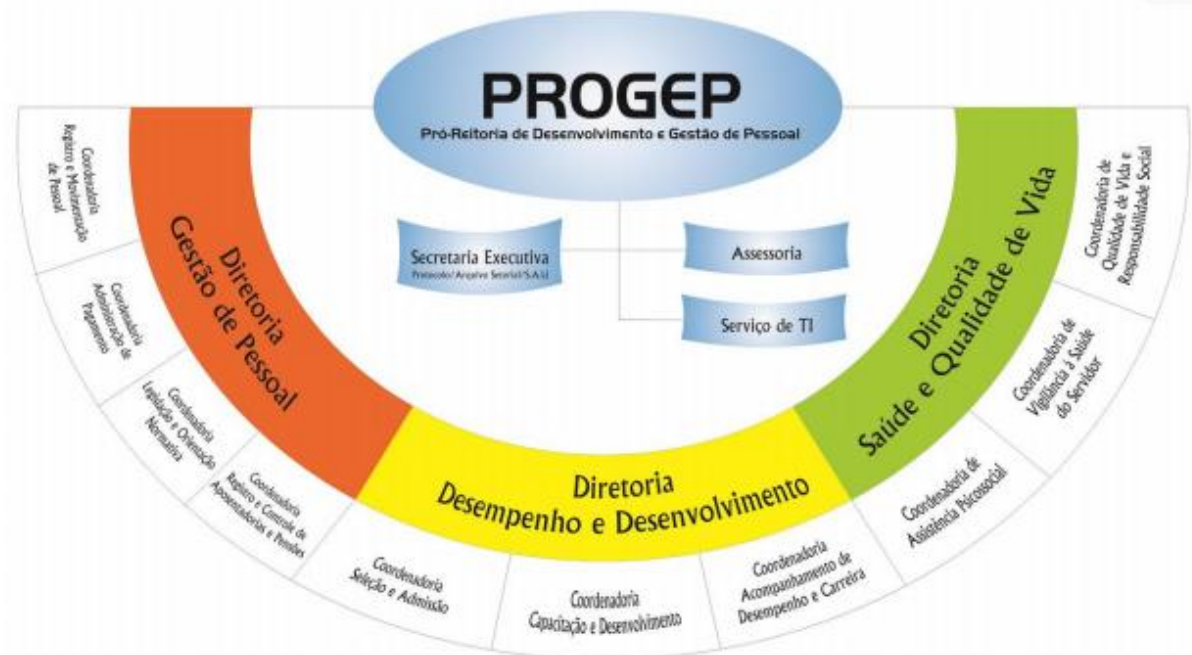 PROGEP
Pró-Reitoria de Desenvolvimento e Gestão de Pessoal
Secretaria Executiva
Protocolo/Arquivo Setorial/S.A.U
Assessoria
Serviço de TI
Diretoria
Gestão de Pessoal
Diretoria
Desempenho e Desenvolvimento
Diretoria
Saúde e Qualidade de Vida
Coordenadoria
Registro e Movimentação
de Pessoal
Coordenadoria
Administração de
Pagamento
Coordenadoria
Legislação e Orientação
Normativa
Coordenadoria
Registro e Controle de
Aposentadorias e Pensões
Coordenadoria
Seleção e Admissão
Coordenadoria
Capacitação e Desenvolvimento
Coordenadoria
Acompanhamento de
Desempenho e Carreira
Coordenadoria de
Assistência Psicossocial
Coordenadoria de
Vigilância à Saúde
do Servidor
Coordenadoria de
Qualidade de Vida e
Responsabilidade Social